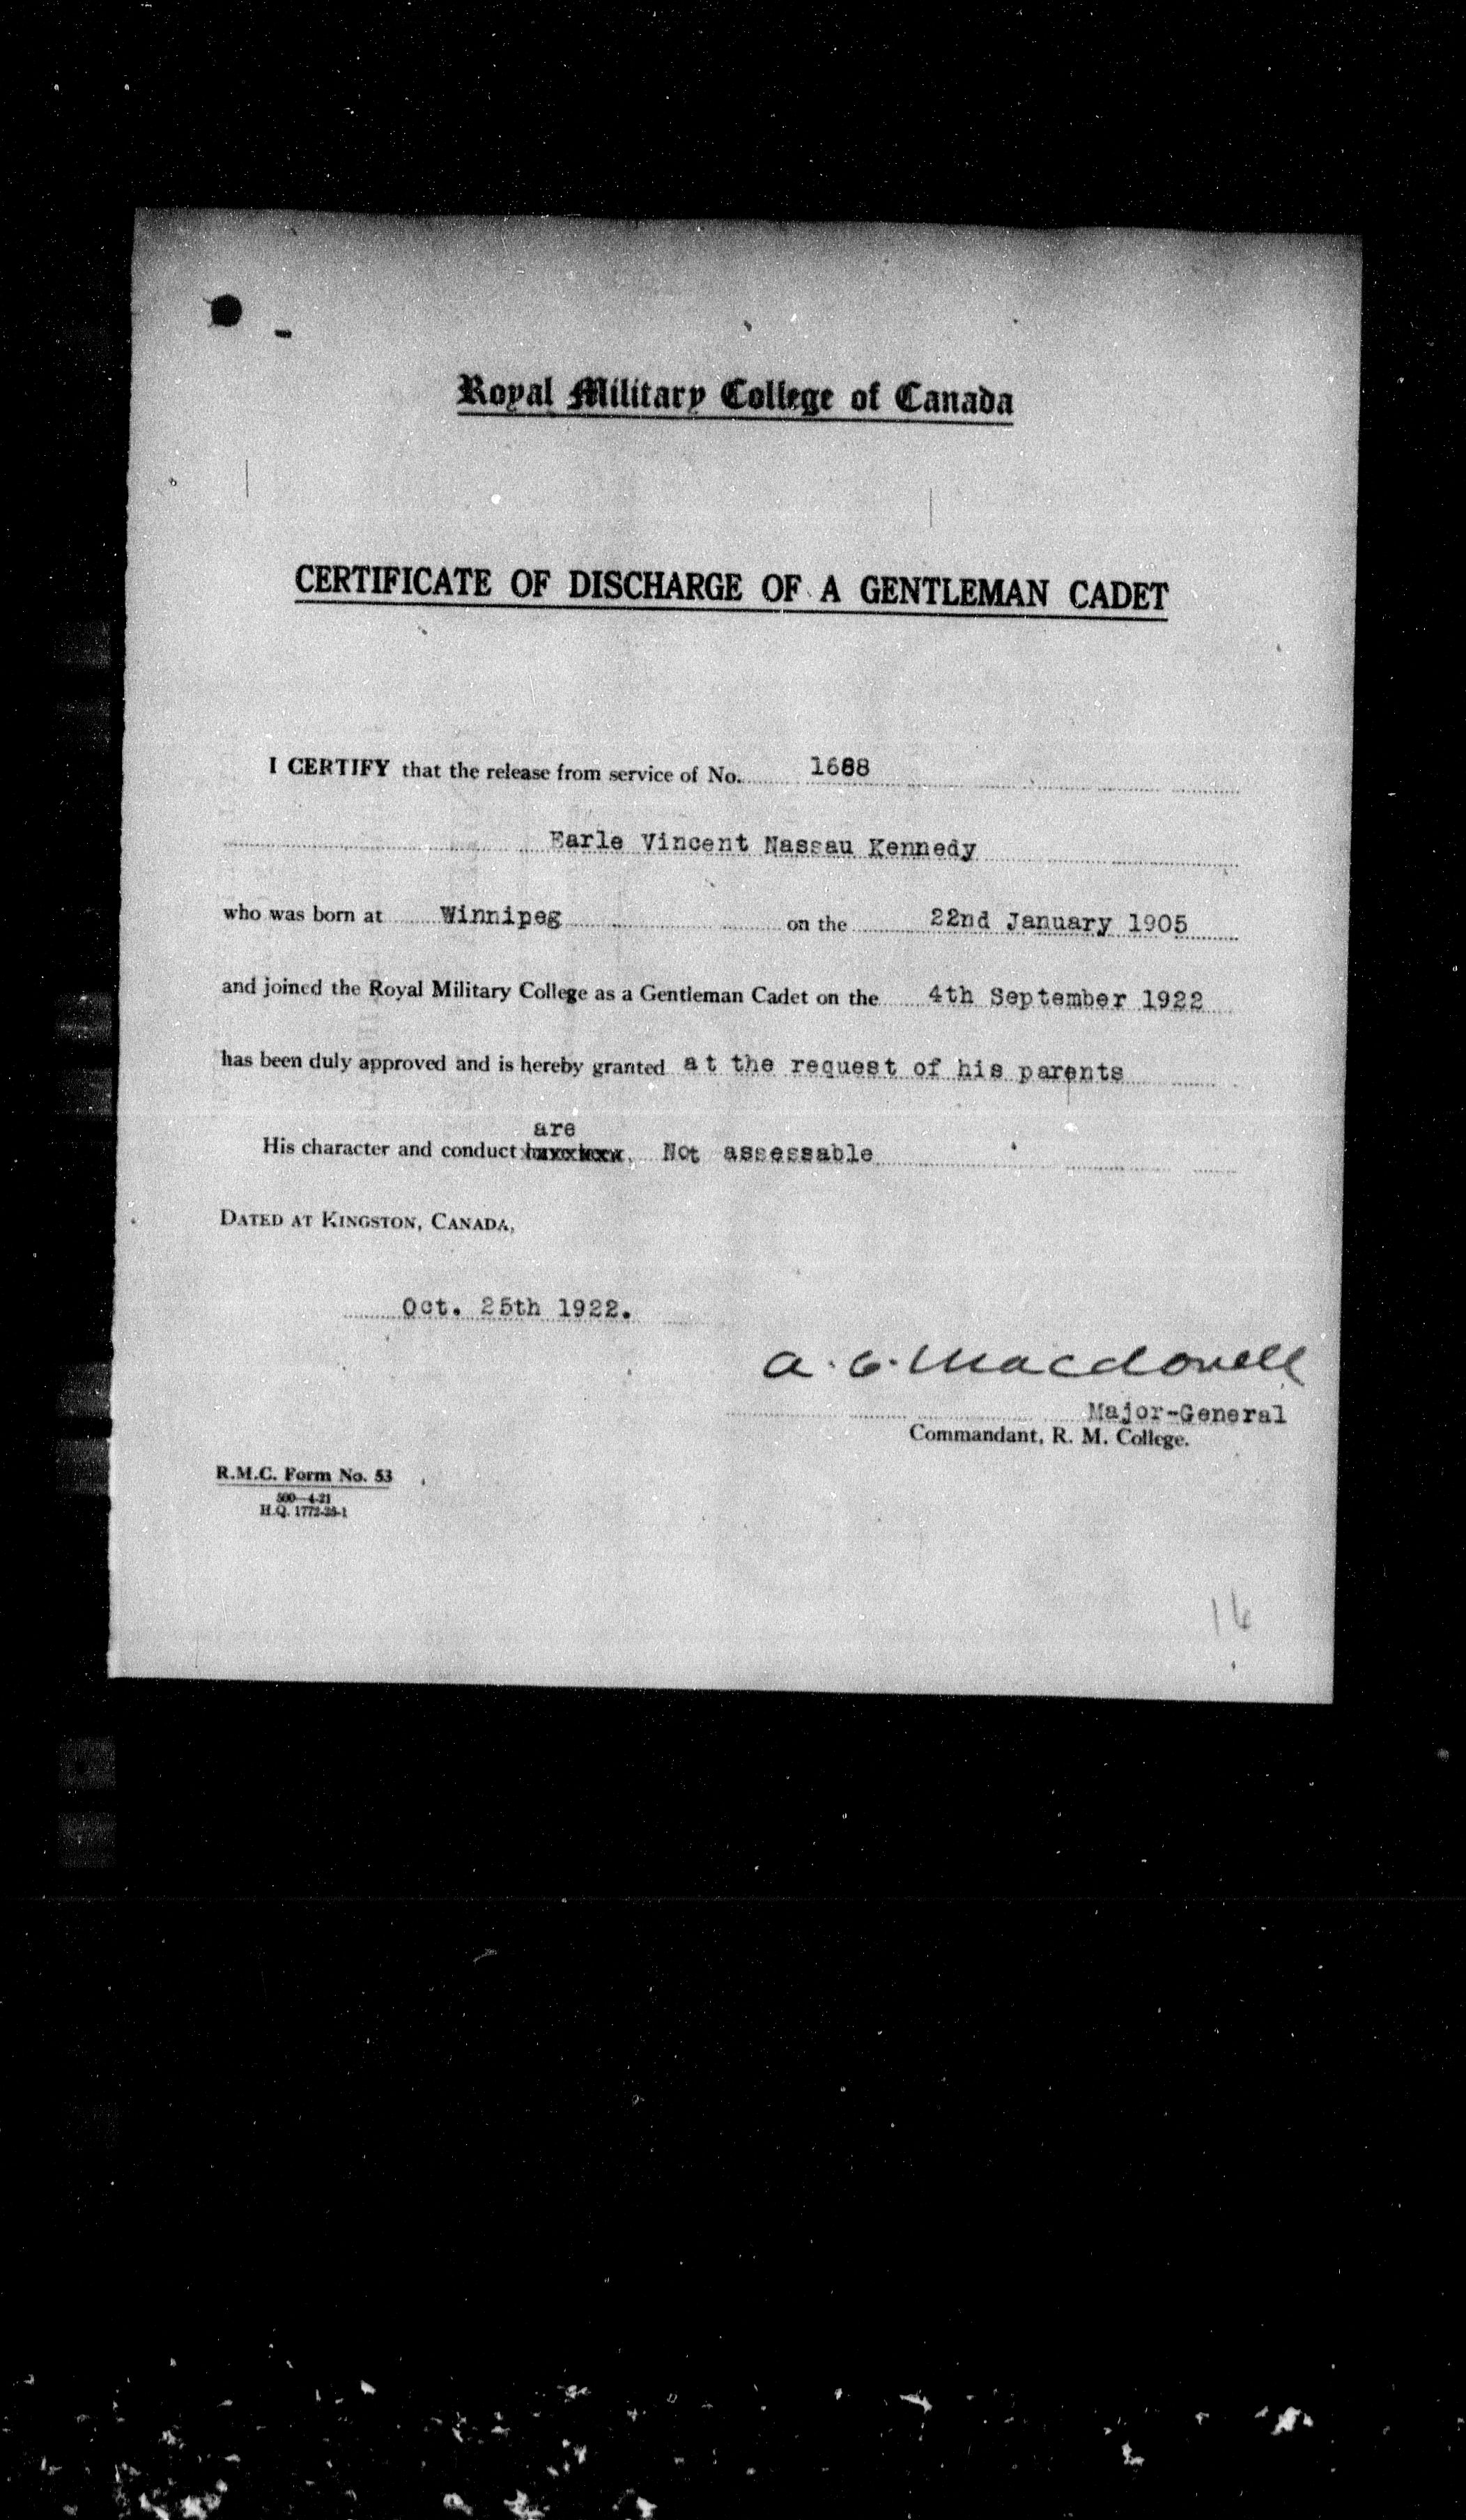 Royal Military College of Canada
CERTIFICATE OF DISCHARGE OF A GENTLEMAN CADET
I CERTIFY that the release from service of No. 1688
Earle Vincent Nassau Kennedy
who was born at Winnipeg on the 22nd January 1905
and joined the Royal Military College as a Gentleman Cadet on the 4th September 1922
has been duly approved and is hereby granted at the request of his parents
are
His character and conduct Not assessable
DATED AT KINGSTON, CANADA,
Oct. 25th 1922.
A. C. Macdonell
Major-General
Commandant, R. M. College.
R.M.C. Form No. 53
500—4-21
H.Q. 1772-
16